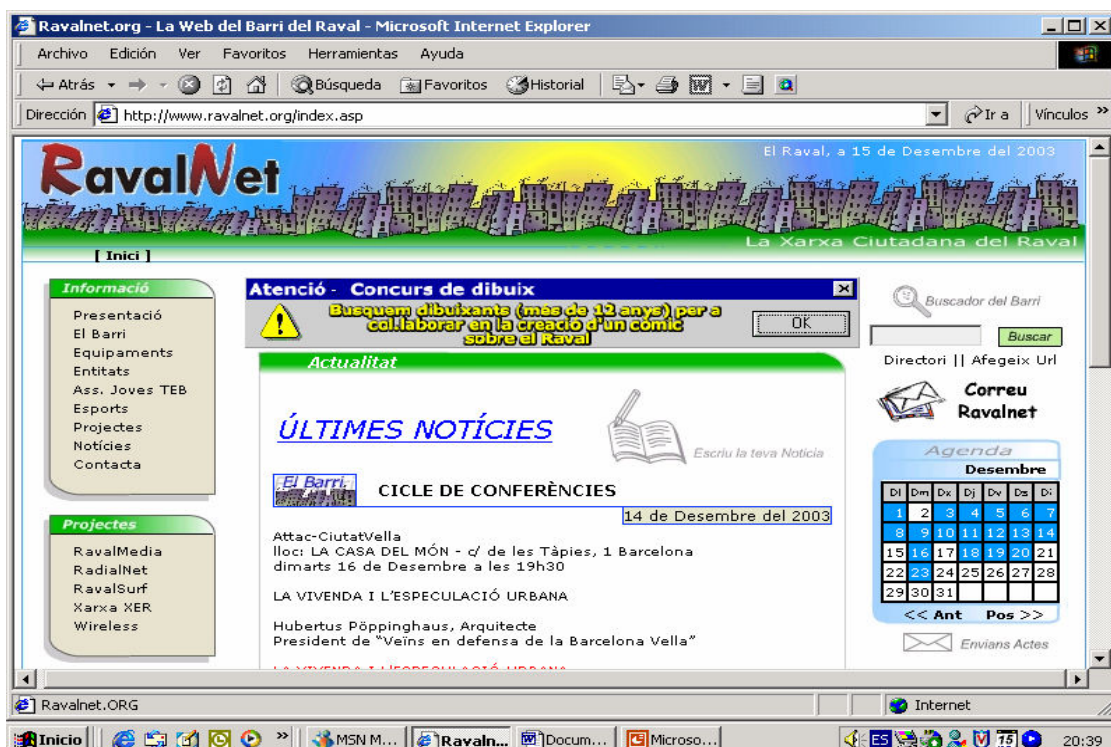 Ravalnet.org - La Web del Barri del Raval - Microsoft Internet Explorer
Archivo Edición Ver Favoritos Herramientas Ayuda
Atrás Búsqueda Favoritos Historial
Dirección http://www.ravalnet.org/index.asp Ir a Vínculos »
RavalNet
El Raval, a 15 de Desembre del 2003
La Xarxa Ciutadana del Raval
[ Inici ]
Informació
Presentació
El Barri
Equipaments
Entitats
Ass. Joves TEB
Esports
Projectes
Notícies
Contacta
Projectes
RavalMedia
RadialNet
RavalSurf
Xarxa XER
Wireless
Atenció - Concurs de dibuix
Busquem dibuixants (mes de 12 anys) per a
col.laborar en la creació d'un còmic
sobre el Raval
OK
Actualitat
ÚLTIMES NOTÍCIES
Escriu la teva Noticia
El Barri.
CICLE DE CONFERÈNCIES
14 de Desembre del 2003
Attac-CiutatVella
lloc: LA CASA DEL MÓN - c/ de les Tàpies, 1 Barcelona
dimarts 16 de Desembre a les 19h30
LA VIVENDA I L'ESPECULACIÓ URBANA
Hubertus Pöppinghaus, Arquitecte
President de "Veïns en defensa de la Barcelona Vella"
LA VIVENDA I L'ESPECULACIÓ URBANA
Buscador del Barri
Buscar
Directori || Afegeix Url
Correu
Ravalnet
Agenda
Desembre
Dl Dm Dx Dj Dv Ds Di
1 2 3 4 5 6 7
8 9 10 11 12 13 14
15 16 17 18 19 20 21
22 23 24 25 26 27 28
29 30 31
<< Ant Pos >>
Envians Actes
Ravalnet.ORG Internet
Inicio » MSN M... Ravaln... Docum... Microso... ES 15 20:39